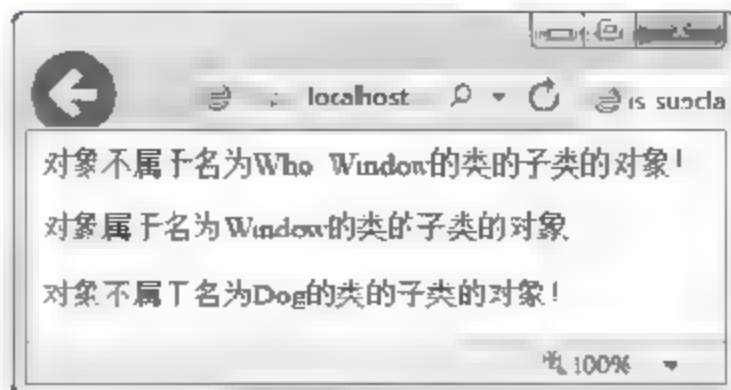 localhost
is subcla
对象不属于名为Who Window的类的子类的对象！
对象属于名为Window的类的子类的对象
对象不属于名为Dog的类的子类的对象！
100%